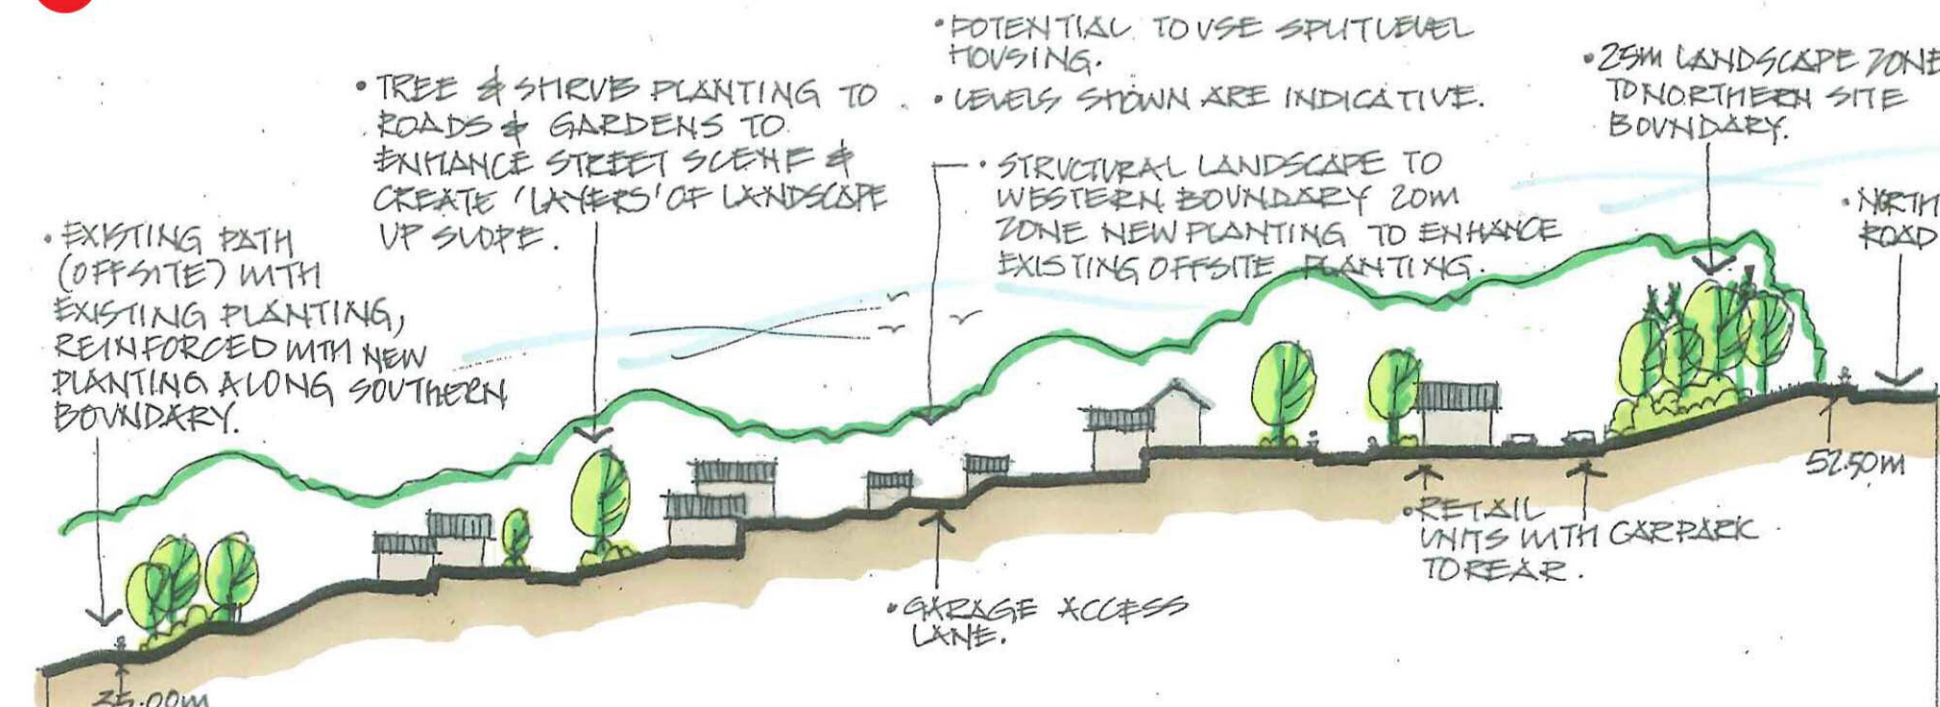 • EXISTING PATH
(OFFSITE) WITH
EXISTING PLANTING,
REINFORCED WITH NEW
PLANTING ALONG SOUTHERN
BOUNDARY.
• TREE & SHRUB PLANTING TO
ROADS & GARDENS TO
ENHANCE STREET SCENE &
CREATE 'LAYERS' OF LANDSCAPE
UP SLOPE.
• POTENTIAL TO USE SPLIT LEVEL
HOUSING.
• LEVELS SHOWN ARE INDICATIVE.
• STRUCTURAL LANDSCAPE TO
WESTERN BOUNDARY 20M
ZONE NEW PLANTING TO ENHANCE
EXISTING OFFSITE PLANTING.
• 25M LANDSCAPE ZONE
TO NORTHERN SITE
BOUNDARY.
• NORTH
ROAD
52.50m
• RETAIL
UNITS WITH CARPARK
TO REAR.
• GARAGE ACCESS
LANE.
35.00m